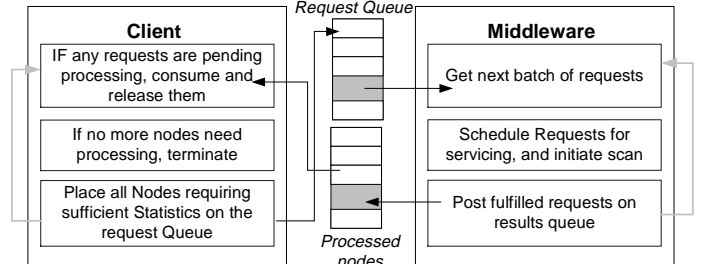 Request Queue
Client
IF any requests are pending
processing, consume and
release them
If no more nodes need
processing, terminate
Place all Nodes requiring
sufficient Statistics on the
request Queue
Middleware
Get next batch of requests
Schedule Requests for
servicing, and initiate scan
Post fulfilled requests on
results queue
Processed
nodes